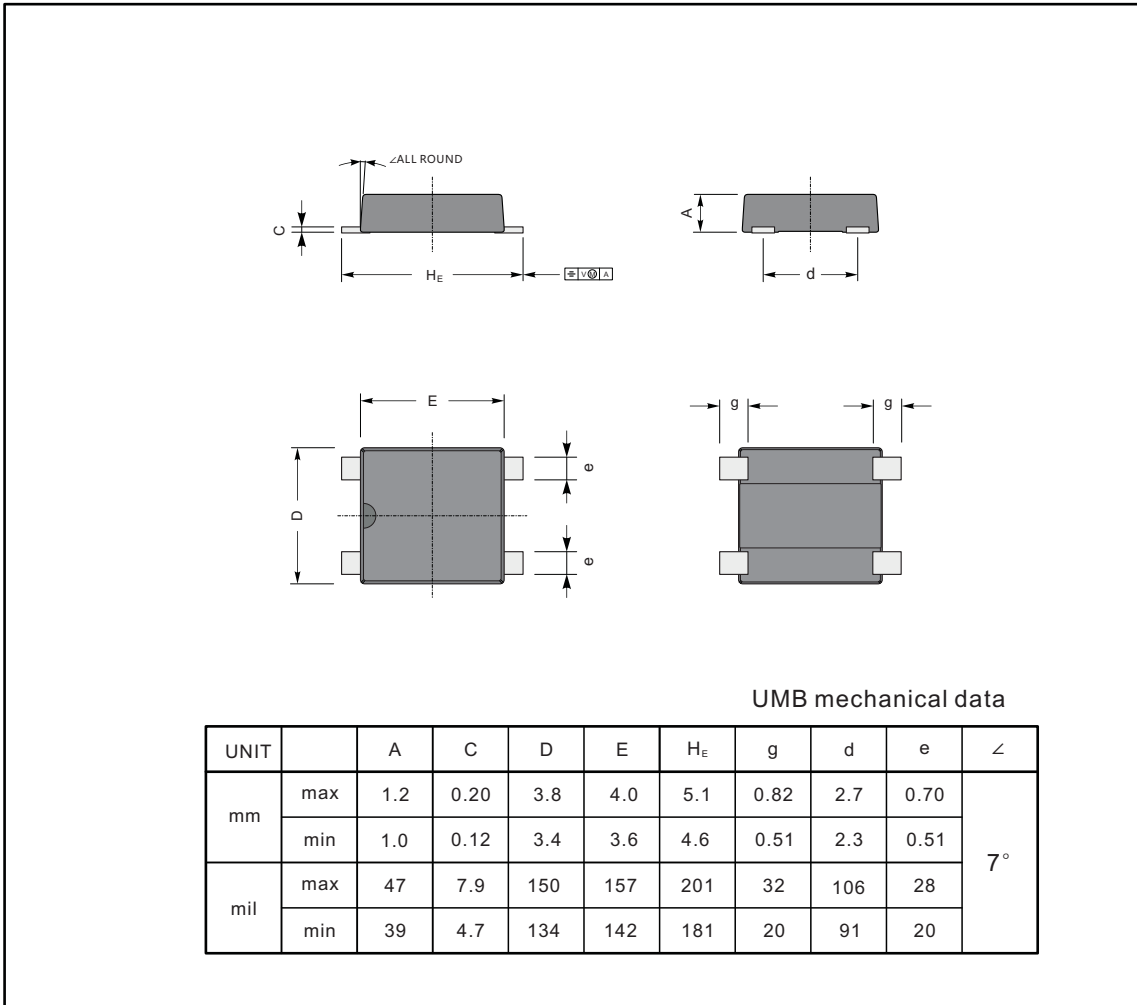 ∠ALL ROUND
C
H_E
⌯ V Ⓜ A
A
d
E
D
e
e
g g
UMB mechanical data
UNIT A C D E H_E g d e ∠
mm max 1.2 0.20 3.8 4.0 5.1 0.82 2.7 0.70
min 1.0 0.12 3.4 3.6 4.6 0.51 2.3 0.51
7°
mil max 47 7.9 150 157 201 32 106 28
min 39 4.7 134 142 181 20 91 20